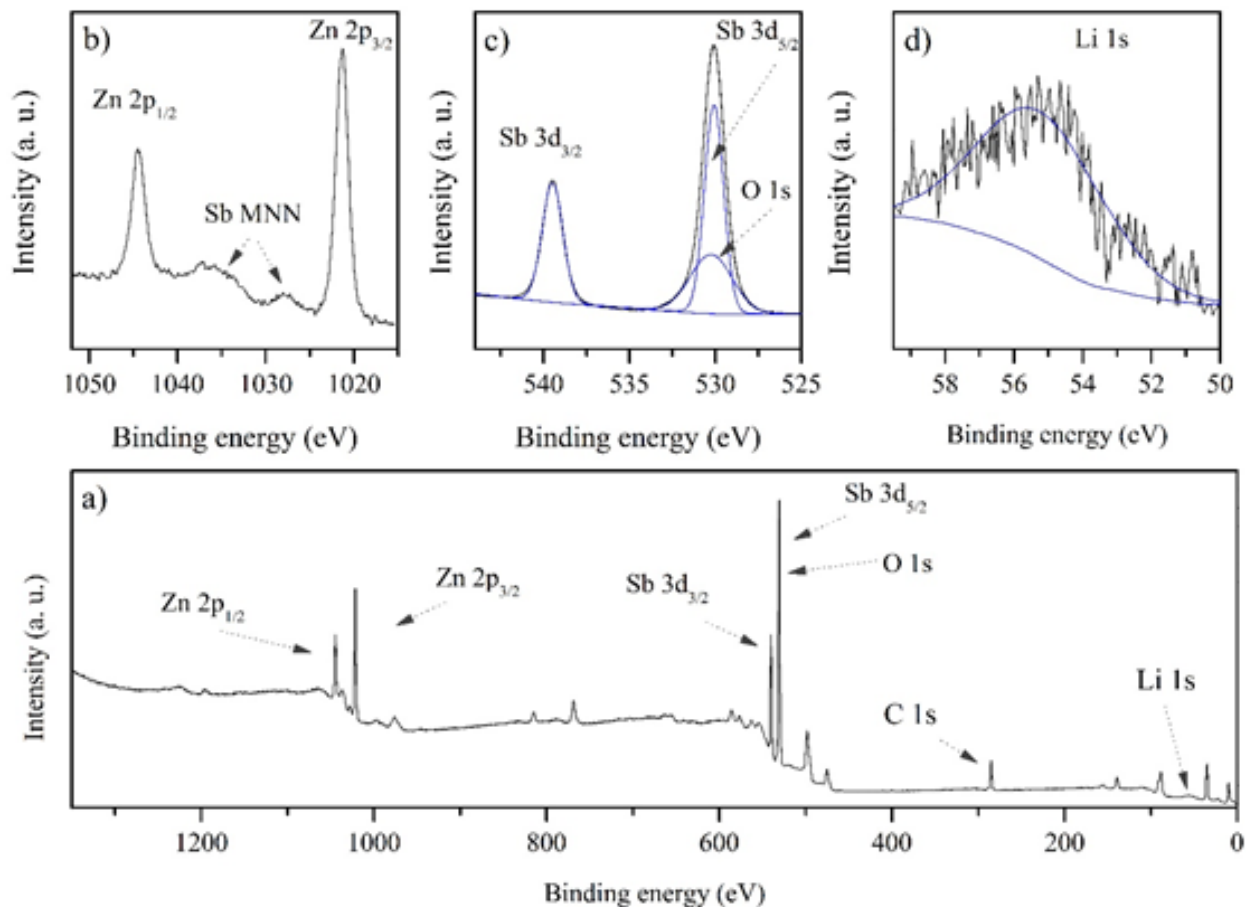 b)
Zn 2p3/2
Zn 2p1/2
Sb MNN
Intensity (a. u.)
1050 1040 1030 1020
Binding energy (eV)
c)
Sb 3d5/2
Sb 3d3/2
O 1s
Intensity (a. u.)
540 535 530 525
Binding energy (eV)
d)
Li 1s
Intensity (a. u.)
58 56 54 52 50
Binding energy (eV)
a)
Sb 3d5/2
O 1s
Zn 2p3/2
Sb 3d3/2
Zn 2p1/2
Li 1s
C 1s
Intensity (a. u.)
1200 1000 800 600 400 200 0
Binding energy (eV)